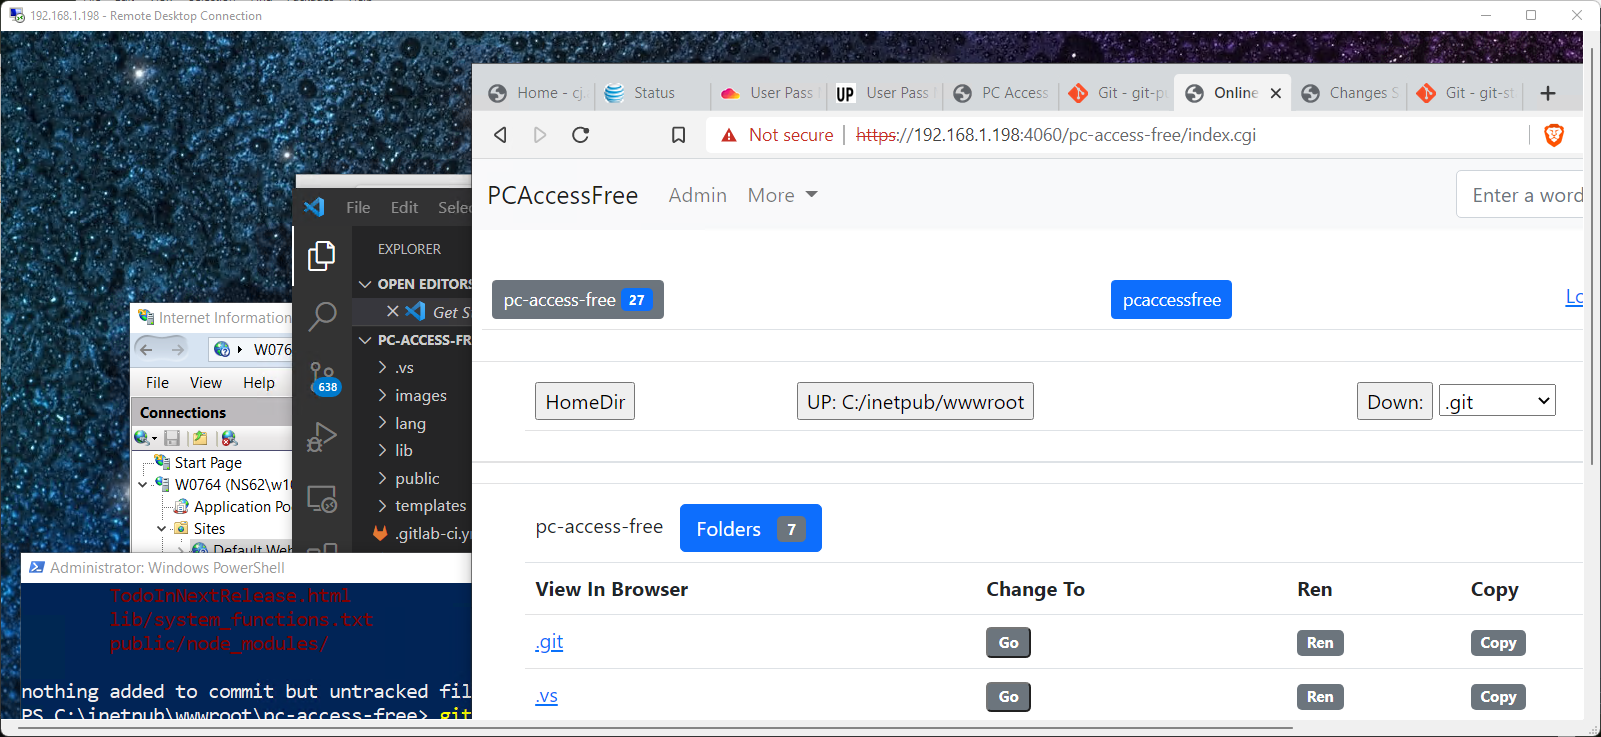 192.168.1.198 - Remote Desktop Connection
Home - cj.
Status
User Pass
UP
User Pass
PC Access
Git - git-p
Online
Changes S
Git - git-st
Not secure
https://192.168.1.198:4060/pc-access-free/index.cgi
PCAccessFree
Admin
More
Enter a word
pc-access-free 27
pcaccessfree
Lo
HomeDir
UP: C:/inetpub/wwwroot
Down:
.git
pc-access-free
Folders 7
View In Browser
Change To
Ren
Copy
.git
Go
Ren
Copy
.vs
Go
Ren
Copy
File
Edit
Selec
EXPLORER
OPEN EDITORS
Get S
PC-ACCESS-FR
.vs
images
lang
lib
public
templates
.gitlab-ci.y
638
Internet Information
W076
File
View
Help
Connections
Start Page
W0764 (NS62\w10
Application Po
Sites
Default Web
Administrator: Windows PowerShell
TodoInNextRelease.html
lib/system_functions.txt
public/node_modules/
nothing added to commit but untracked fil
PS C:\inetpub\wwwroot\pc-access-free> git